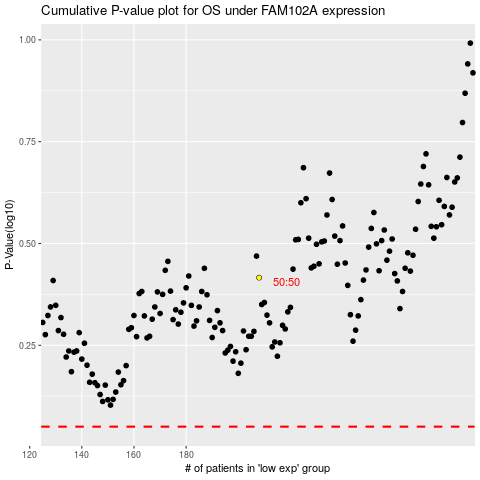 Cumulative P-value plot for OS under FAM102A expression
P-Value(log10)
1.00
0.75
0.50
0.25
50:50
120 140 160 180
# of patients in 'low exp' group